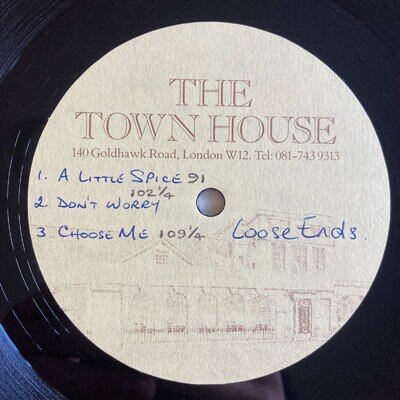 THE
TOWN HOUSE
140 Goldhawk Road, London W12. Tel: 081-743 9313
1. A LITTLE SPICE 91
102¼
2 DON'T WORRY
3 CHOOSE ME 109¼ Loose Ends.